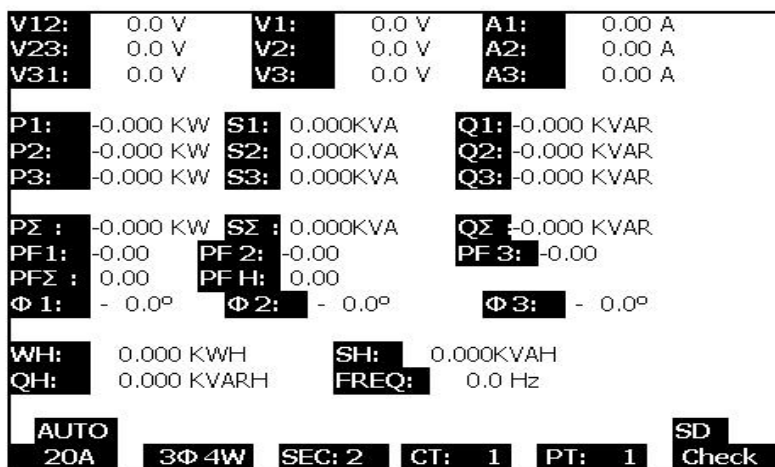 V12: 0.0 V V1: 0.0 V A1: 0.00 A
V23: 0.0 V V2: 0.0 V A2: 0.00 A
V31: 0.0 V V3: 0.0 V A3: 0.00 A
P1: -0.000 KW S1: 0.000KVA Q1: -0.000 KVAR
P2: -0.000 KW S2: 0.000KVA Q2: -0.000 KVAR
P3: -0.000 KW S3: 0.000KVA Q3: -0.000 KVAR
PΣ : -0.000 KW SΣ : 0.000KVA QΣ :-0.000 KVAR
PF1: -0.00 PF 2: -0.00 PF 3: -0.00
PFΣ : 0.00 PF H: 0.00
Φ 1: - 0.0º Φ 2: - 0.0º Φ 3: - 0.0º
WH: 0.000 KWH SH: 0.000KVAH
QH: 0.000 KVARH FREQ: 0.0 Hz
AUTO SD
20A 3Φ 4W SEC: 2 CT: 1 PT: 1 Check